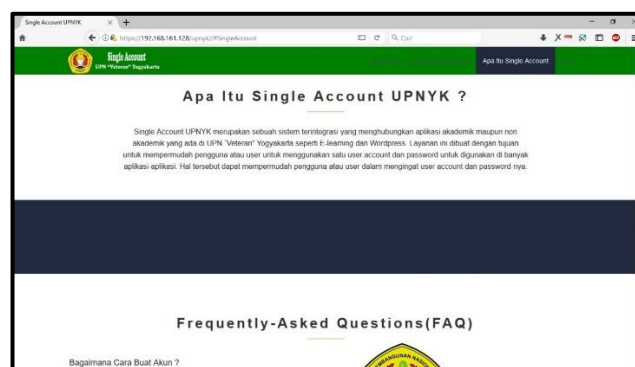 Single Account UPNYK
https://192.168.161.128/upnyk/#SingleAccount
Cari
Single Account
UPN "Veteran" Yogyakarta
Apa Itu Single Account
Apa Itu Single Account UPNYK ?
Single Account UPNYK merupakan sebuah sistem terintegrasi yang menghubungkan aplikasi akademik maupun non
akademik yang ada di UPN "Veteran" Yogyakarta seperti E-learning dan Wordpress. Layanan ini dibuat dengan tujuan
untuk mempermudah pengguna atau user untuk menggunakan satu user account dan password untuk digunakan di banyak
aplikasi aplikasi. Hal tersebut dapat mempermudah pengguna atau user dalam mengingat user account dan password nya.
Frequently-Asked Questions(FAQ)
Bagaimana Cara Buat Akun ?